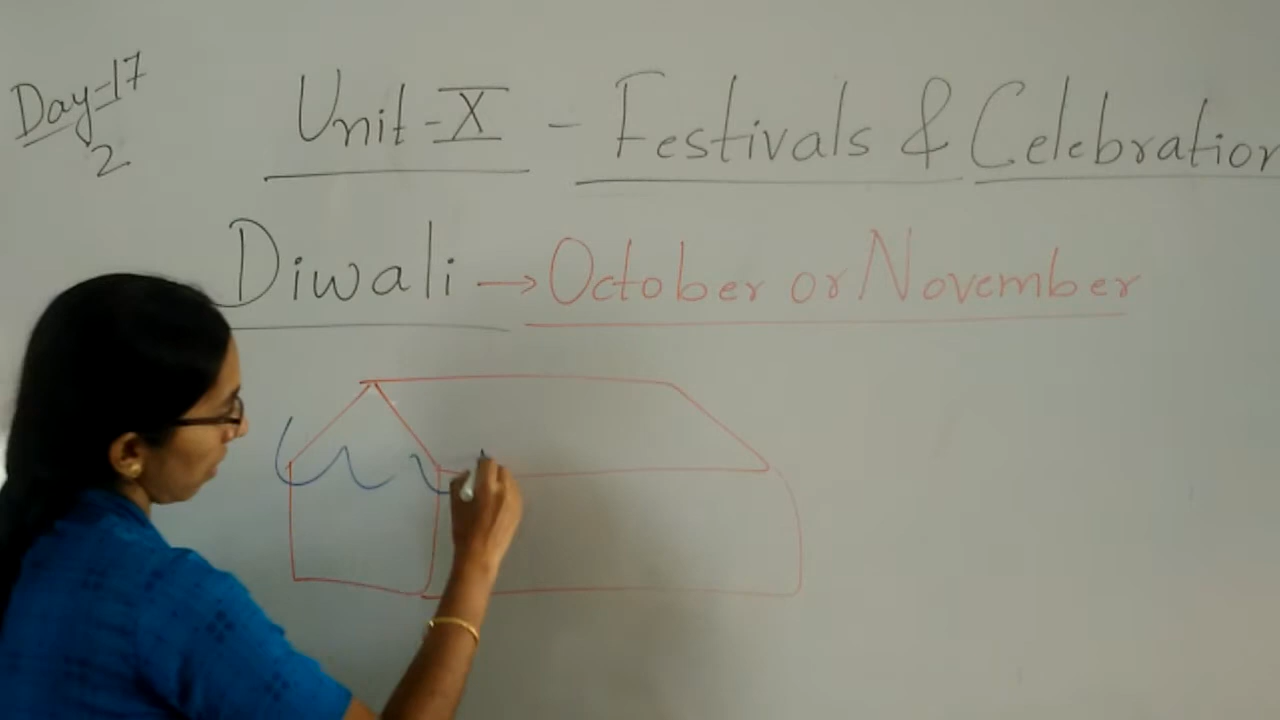 Day-17
2
Unit-X - Festivals & Celebration
Diwali → October or November